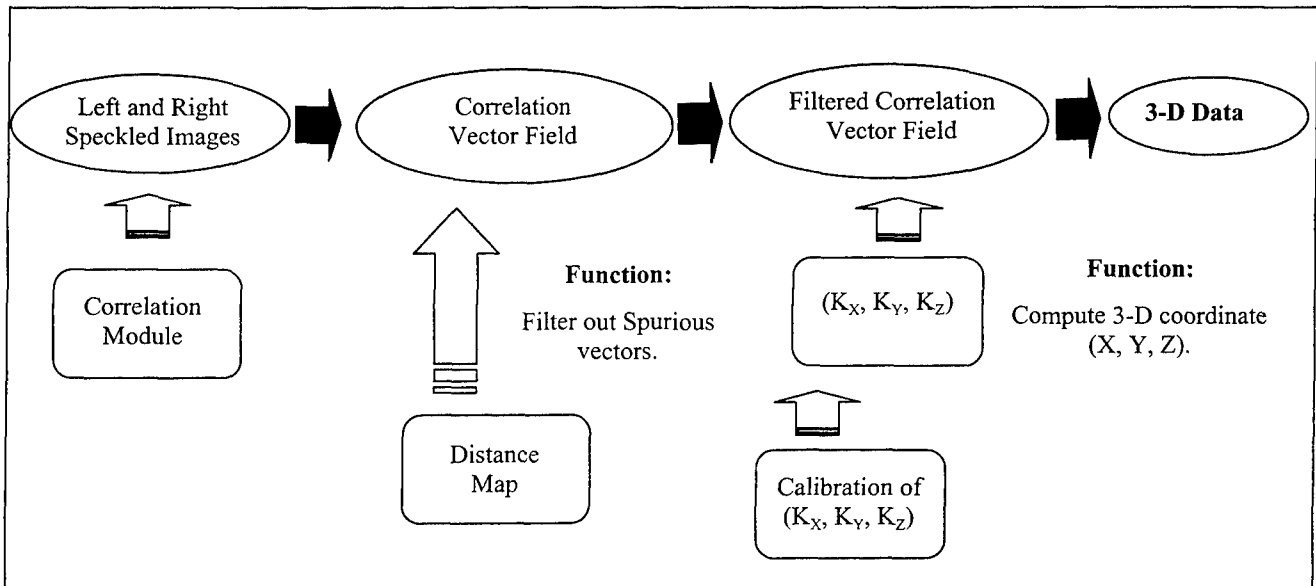 Left and Right
Speckled Images
Correlation
Vector Field
Filtered Correlation
Vector Field
3-D Data
Correlation
Module
Function:
Filter out Spurious
vectors.
(K_X, K_Y, K_Z)
Function:
Compute 3-D coordinate
(X, Y, Z).
Distance
Map
Calibration of
(K_X, K_Y, K_Z)